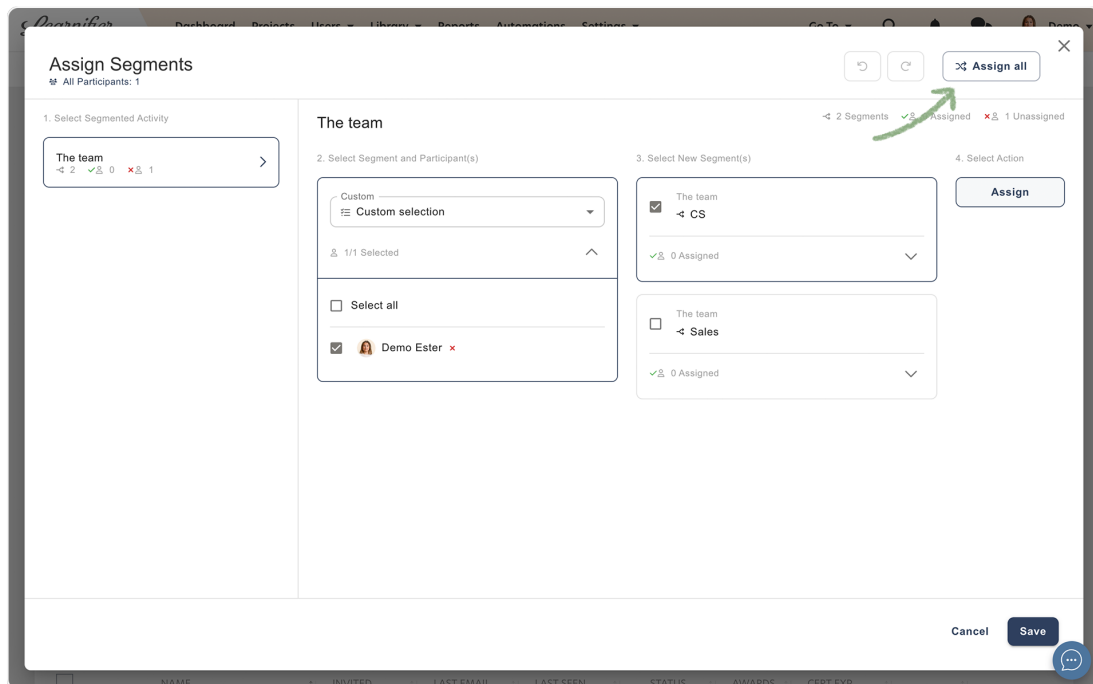 Learnifier Dashboard Projects Users Library Reports Automations Settings Go To Demo
Assign Segments
All Participants: 1
Assign all
1. Select Segmented Activity
The team
2 0 1
The team
2 Segments Assigned 1 Unassigned
2. Select Segment and Participant(s)
Custom
Custom selection
1/1 Selected
Select all
Demo Ester
3. Select New Segment(s)
The team
CS
0 Assigned
The team
Sales
0 Assigned
4. Select Action
Assign
Cancel
Save
NAME INVITED LAST EMAIL LAST SEEN STATUS AWARDS CERT EXP